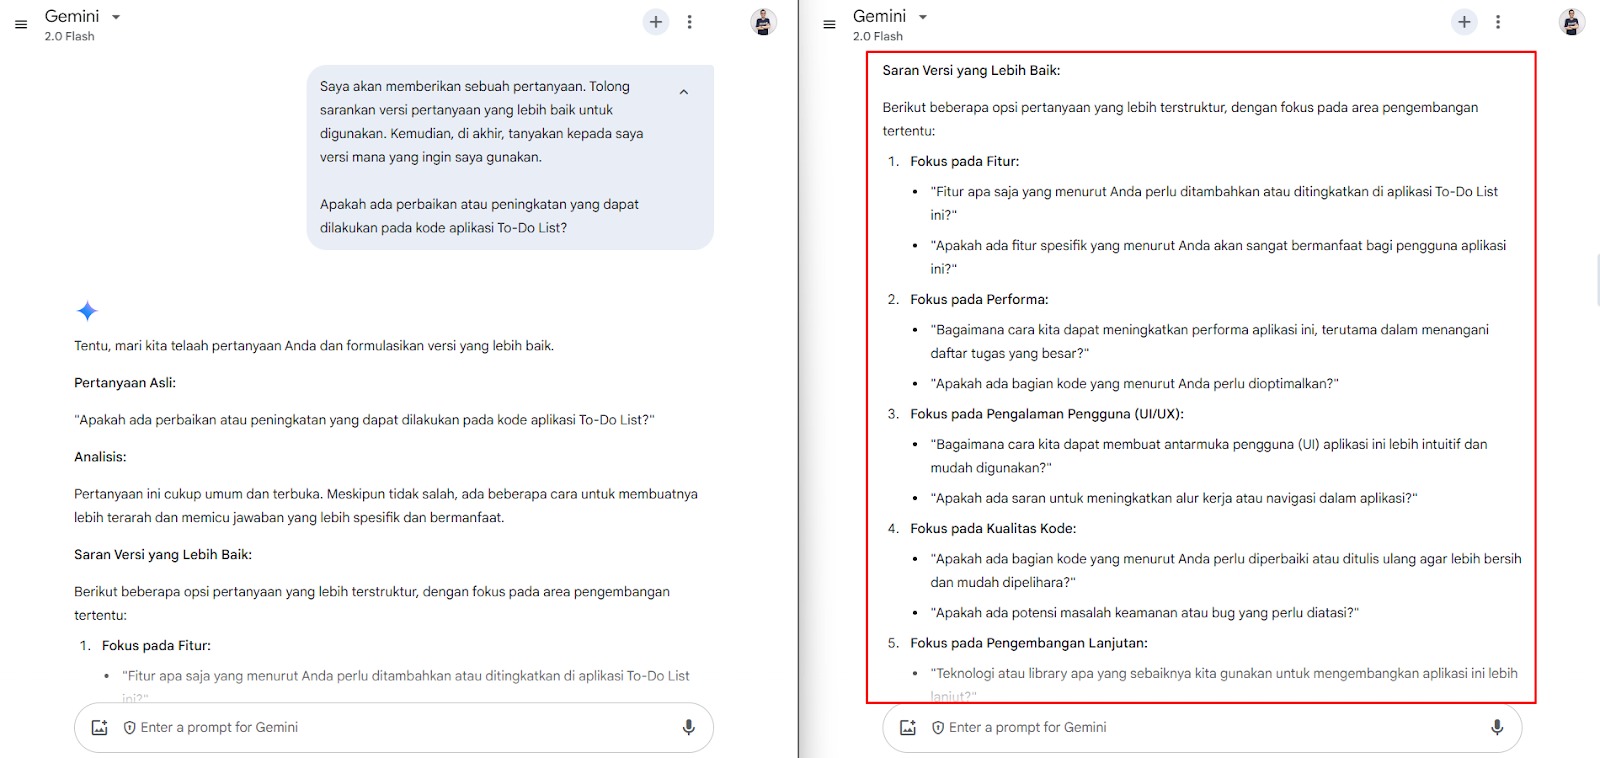 Gemini
2.0 Flash
Saya akan memberikan sebuah pertanyaan. Tolong
sarankan versi pertanyaan yang lebih baik untuk
digunakan. Kemudian, di akhir, tanyakan kepada saya
versi mana yang ingin saya gunakan.
Apakah ada perbaikan atau peningkatan yang dapat
dilakukan pada kode aplikasi To-Do List?
Tentu, mari kita telaah pertanyaan Anda dan formulasikan versi yang lebih baik.
Pertanyaan Asli:
"Apakah ada perbaikan atau peningkatan yang dapat dilakukan pada kode aplikasi To-Do List?"
Analisis:
Pertanyaan ini cukup umum dan terbuka. Meskipun tidak salah, ada beberapa cara untuk membuatnya
lebih terarah dan memicu jawaban yang lebih spesifik dan bermanfaat.
Saran Versi yang Lebih Baik:
Berikut beberapa opsi pertanyaan yang lebih terstruktur, dengan fokus pada area pengembangan
tertentu:
1. Fokus pada Fitur:
• "Fitur apa saja yang menurut Anda perlu ditambahkan atau ditingkatkan di aplikasi To-Do List
ini?"
Enter a prompt for Gemini
Gemini
2.0 Flash
Saran Versi yang Lebih Baik:
Berikut beberapa opsi pertanyaan yang lebih terstruktur, dengan fokus pada area pengembangan
tertentu:
1. Fokus pada Fitur:
• "Fitur apa saja yang menurut Anda perlu ditambahkan atau ditingkatkan di aplikasi To-Do List
ini?"
• "Apakah ada fitur spesifik yang menurut Anda akan sangat bermanfaat bagi pengguna aplikasi
ini?"
2. Fokus pada Performa:
• "Bagaimana cara kita dapat meningkatkan performa aplikasi ini, terutama dalam menangani
daftar tugas yang besar?"
• "Apakah ada bagian kode yang menurut Anda perlu dioptimalkan?"
3. Fokus pada Pengalaman Pengguna (UI/UX):
• "Bagaimana cara kita dapat membuat antarmuka pengguna (UI) aplikasi ini lebih intuitif dan
mudah digunakan?"
• "Apakah ada saran untuk meningkatkan alur kerja atau navigasi dalam aplikasi?"
4. Fokus pada Kualitas Kode:
• "Apakah ada bagian kode yang menurut Anda perlu diperbaiki atau ditulis ulang agar lebih bersih
dan mudah dipelihara?"
• "Apakah ada potensi masalah keamanan atau bug yang perlu diatasi?"
5. Fokus pada Pengembangan Lanjutan:
• "Teknologi atau library apa yang sebaiknya kita gunakan untuk mengembangkan aplikasi ini lebih
lanjut?"
Enter a prompt for Gemini